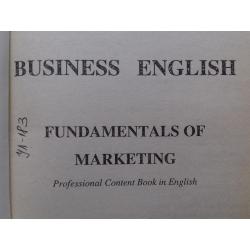 BUSINESS ENGLISH
FUNDAMENTALS OF
MARKETING
Professional Content Book in English